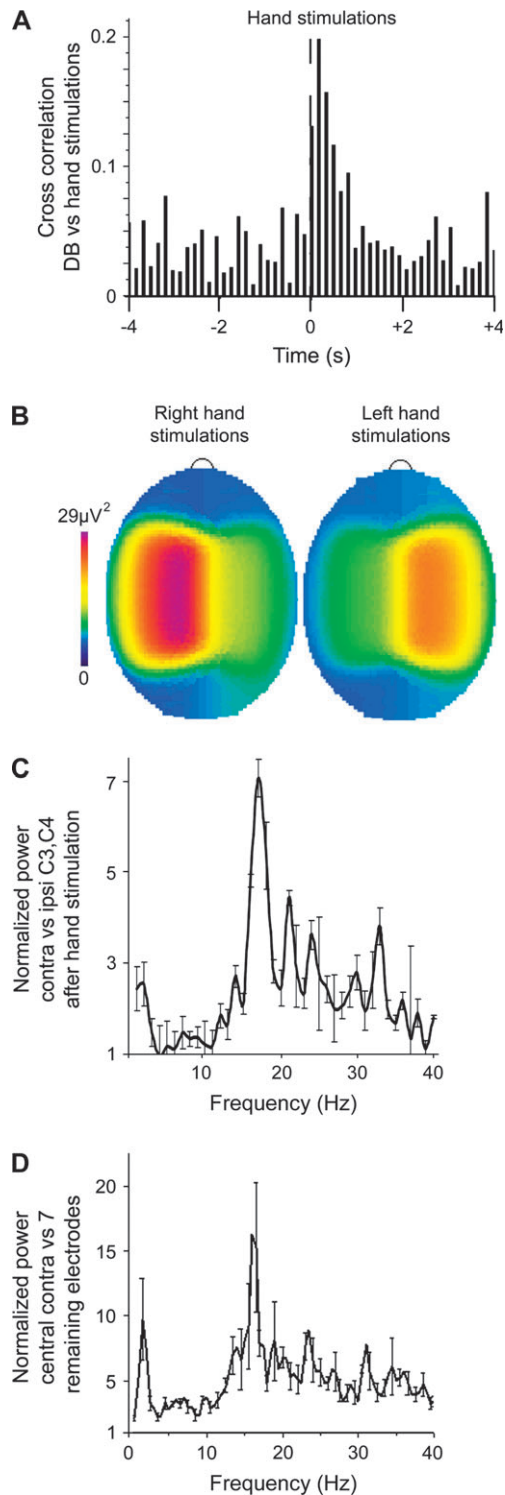 A
Hand stimulations
Cross correlation
DB vs hand stimulations
0.2
0.1
0
-4
-2
0
+2
+4
Time (s)
B
Right hand
stimulations
Left hand
stimulations
29µV²
0
C
Normalized power
contra vs ipsi C3,C4
after hand stimulation
7
5
3
1
10
20
30
40
Frequency (Hz)
D
Normalized power
central contra vs 7
remaining electrodes
20
15
10
5
1
0
10
20
30
40
Frequency (Hz)